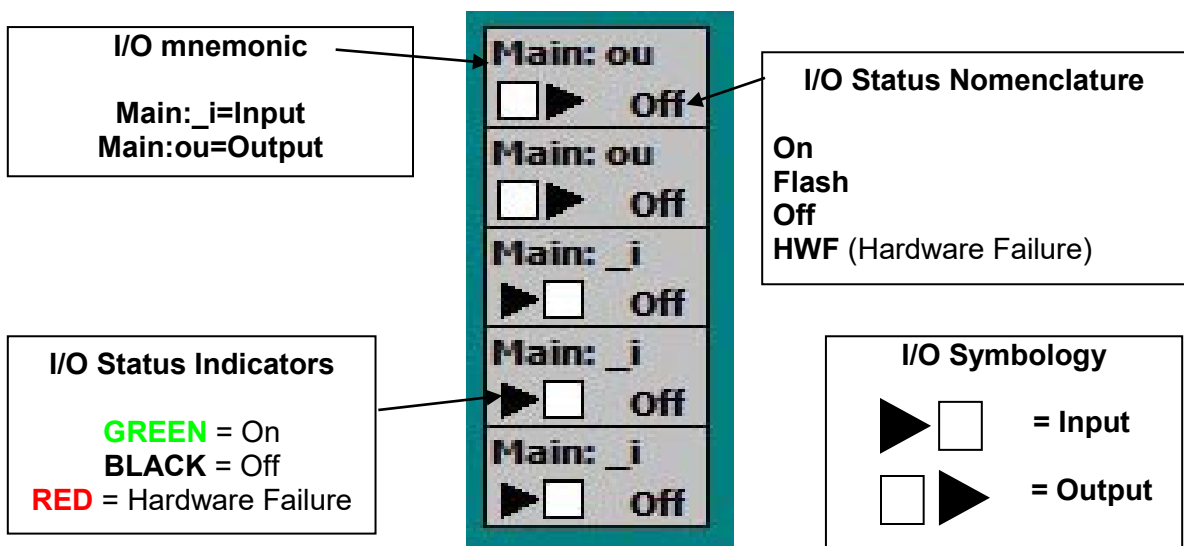 I/O mnemonic
Main:_i=Input
Main:ou=Output
Main: ou
Off
Main: ou
Off
Main: _i
Off
Main: _i
Off
Main: _i
Off
I/O Status Nomenclature
On
Flash
Off
HWF (Hardware Failure)
I/O Status Indicators
GREEN = On
BLACK = Off
RED = Hardware Failure
I/O Symbology
= Input
= Output